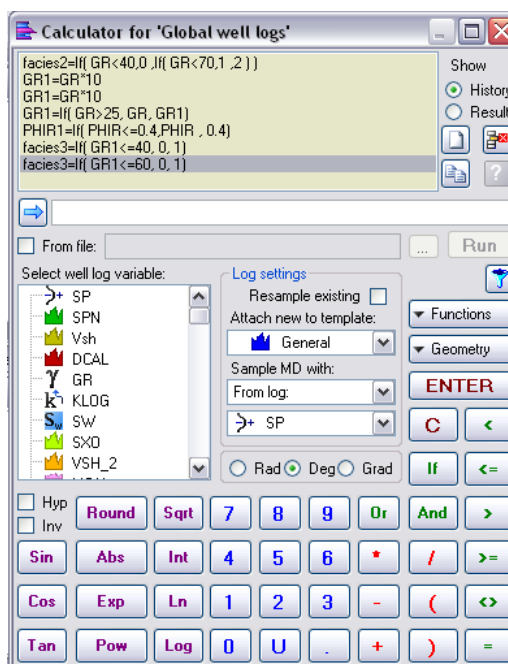 Calculator for 'Global well logs'
facies2=If( GR<40,0 ,If( GR<70,1 ,2 ) )
GR1=GR*10
GR1=GR*10
GR1=If( GR>25, GR, GR1)
PHIR1=If( PHIR<=0.4,PHIR , 0.4)
facies3=If( GR1<=40, 0, 1)
facies3=If( GR1<=60, 0, 1)
Show
History
Result
?
From file:
...
Run
Select well log variable:
SP
SPN
Vsh
DCAL
γ GR
k KLOG
Sw SW
SXO
VSH_2
Log settings
Resample existing
Attach new to template:
General
Sample MD with:
From log:
SP
Rad Deg Grad
Functions
Geometry
ENTER
C <
If <=
Hyp
Inv
Round Sqrt 7 8 9 Or And >
Sin Abs Int 4 5 6 * / >=
Cos Exp Ln 1 2 3 - ( <>
Tan Pow Log 0 U . + ) =